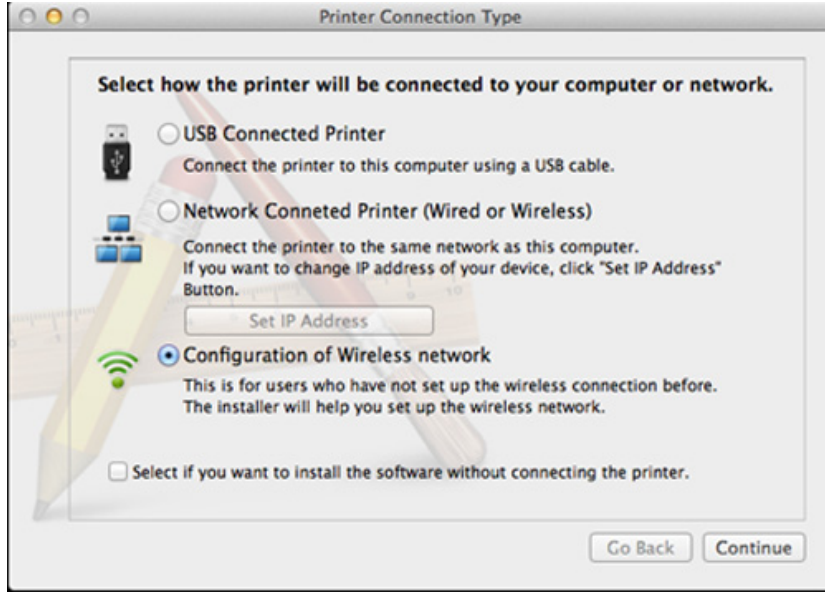 Printer Connection Type
Select how the printer will be connected to your computer or network.
USB Connected Printer
Connect the printer to this computer using a USB cable.
Network Conneted Printer (Wired or Wireless)
Connect the printer to the same network as this computer.
If you want to change IP address of your device, click "Set IP Address"
Button.
Set IP Address
Configuration of Wireless network
This is for users who have not set up the wireless connection before.
The installer will help you set up the wireless network.
Select if you want to install the software without connecting the printer.
Go Back Continue